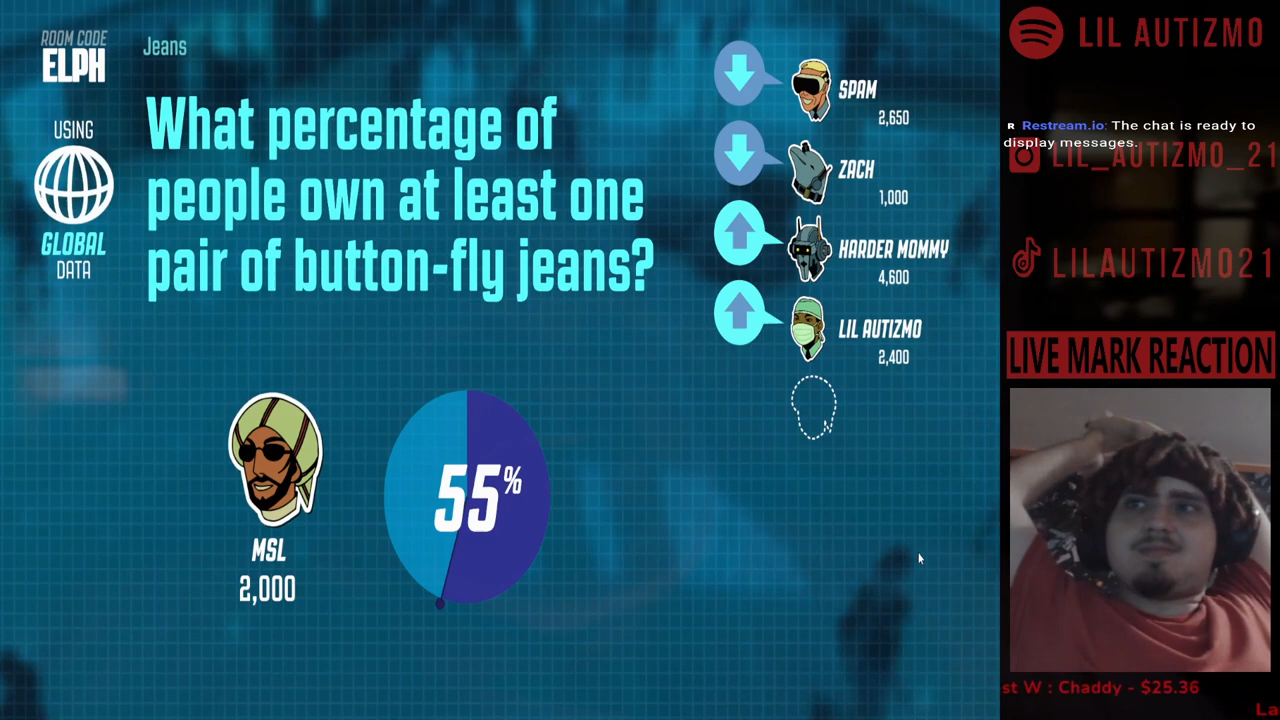 ROOM CODE
ELPH
USING
GLOBAL
DATA
Jeans
What percentage of
people own at least one
pair of button-fly jeans?
SPAM
2,650
ZACH
1,000
HARDER MOMMY
4,600
LIL AUTIZMO
2,400
MSL
2,000
55%
LIL AUTIZMO
R Restream.io: The chat is ready to
display messages.
LIL_AUTIZMO_21
LILAUTIZMO21
LIVE MARK REACTION
st W : Chaddy - $25.36
La